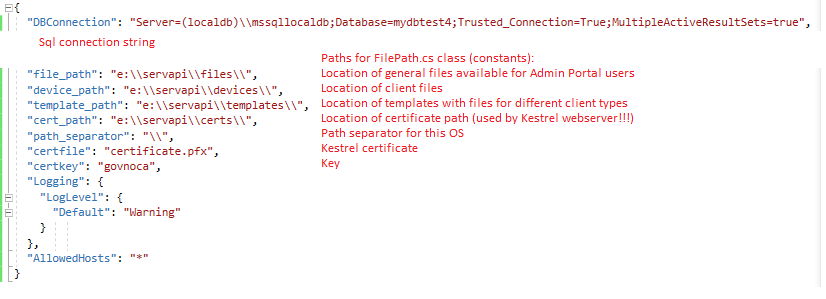 {
"DBConnection": "Server=(localdb)\\mssqllocaldb;Database=mydbtest4;Trusted_Connection=True;MultipleActiveResultSets=true",
Sql connection string
Paths for FilePath.cs class (constants):
"file_path": "e:\\servapi\\files\\", Location of general files available for Admin Portal users
"device_path": "e:\\servapi\\devices\\", Location of client files
"template_path": "e:\\servapi\\templates\\", Location of templates with files for different client types
"cert_path": "e:\\servapi\\certs\\", Location of certificate path (used by Kestrel webserver!!!)
"path_separator": "\\", Path separator for this OS
"certfile": "certificate.pfx", Kestrel certificate
"certkey": "govnoca", Key
"Logging": {
"LogLevel": {
"Default": "Warning"
}
},
"AllowedHosts": "*"
}